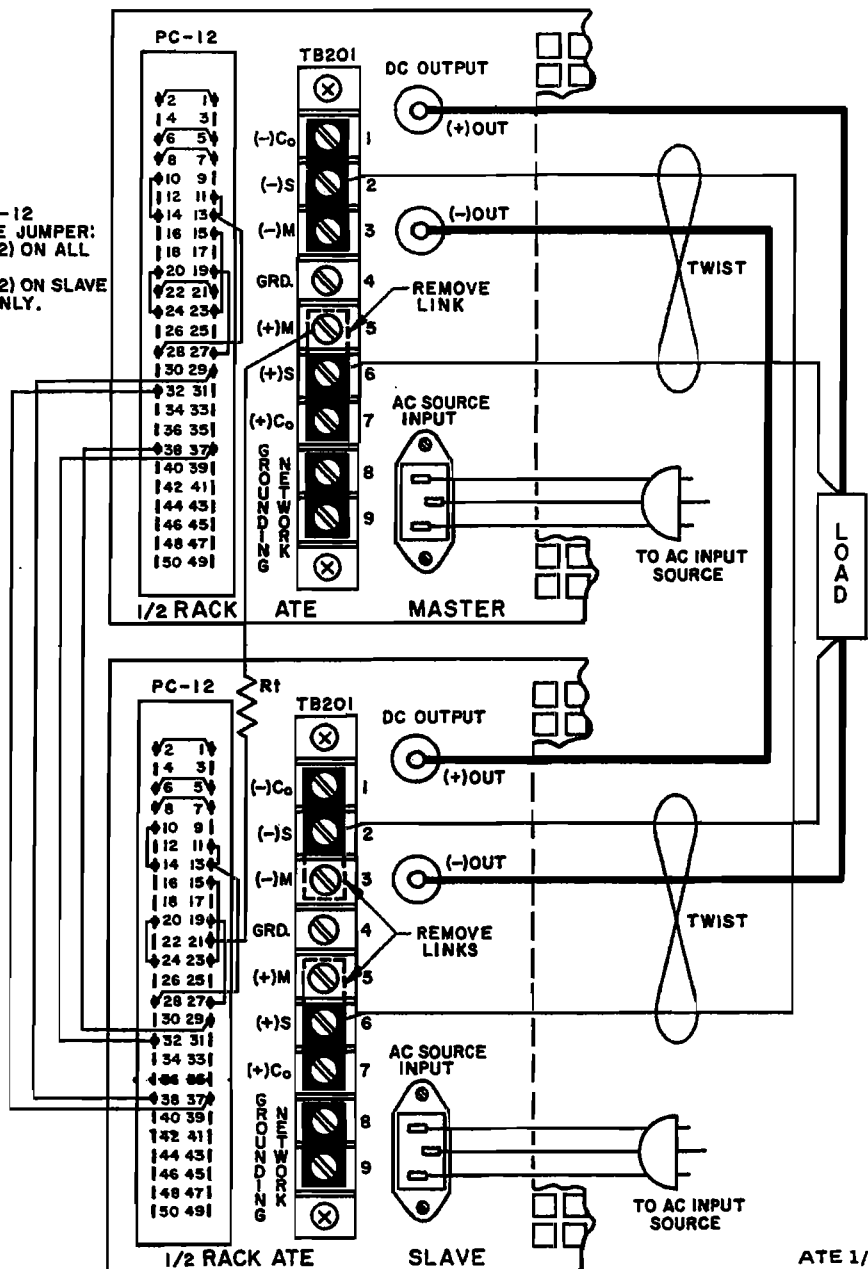 PC-12
TB201
DC OUTPUT
(+)OUT
(-)OUT
TWIST
2 1
4 3
6 5
8 7
10 9
12 11
14 13
16 15
18 17
20 19
22 21
24 23
26 25
28 27
30 29
32 31
34 33
36 35
38 37
40 39
42 41
44 43
46 45
48 47
50 49
-12
E JUMPER:
2) ON ALL
2) ON SLAVE
NLY.
(-)Co 1
(-)S 2
(-)M 3
GRD. 4
(+)M 5
(+)S 6
(+)Co 7
GROUNDING
NETWORK
8
9
REMOVE
LINK
AC SOURCE
INPUT
TO AC INPUT
SOURCE
LOAD
1/2 RACK ATE MASTER
Rt
PC-12
TB201
DC OUTPUT
(+)OUT
(-)OUT
TWIST
2 1
4 3
6 5
8 7
10 9
12 11
14 13
16 15
18 17
20 19
22 21
24 23
26 25
28 27
30 29
32 31
34 33
38 37
40 39
42 41
44 43
46 45
48 47
50 49
(-)Co 1
(-)S 2
(-)M 3
GRD. 4
(+)M 5
(+)S 6
(+)Co 7
GROUNDING
NETWORK
8
9
REMOVE
LINKS
AC SOURCE
INPUT
TO AC INPUT
SOURCE
1/2 RACK ATE SLAVE
ATE 1/